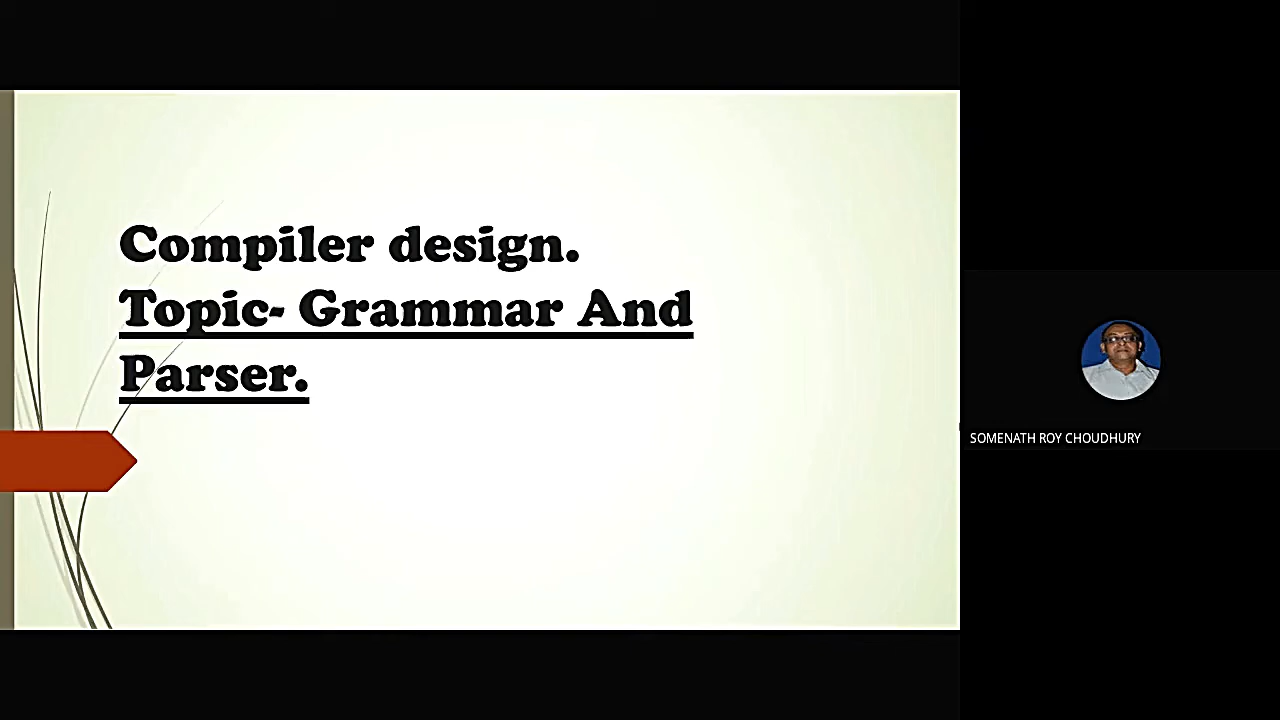 Compiler design.
Topic- Grammar And
Parser.
SOMENATH ROY CHOUDHURY